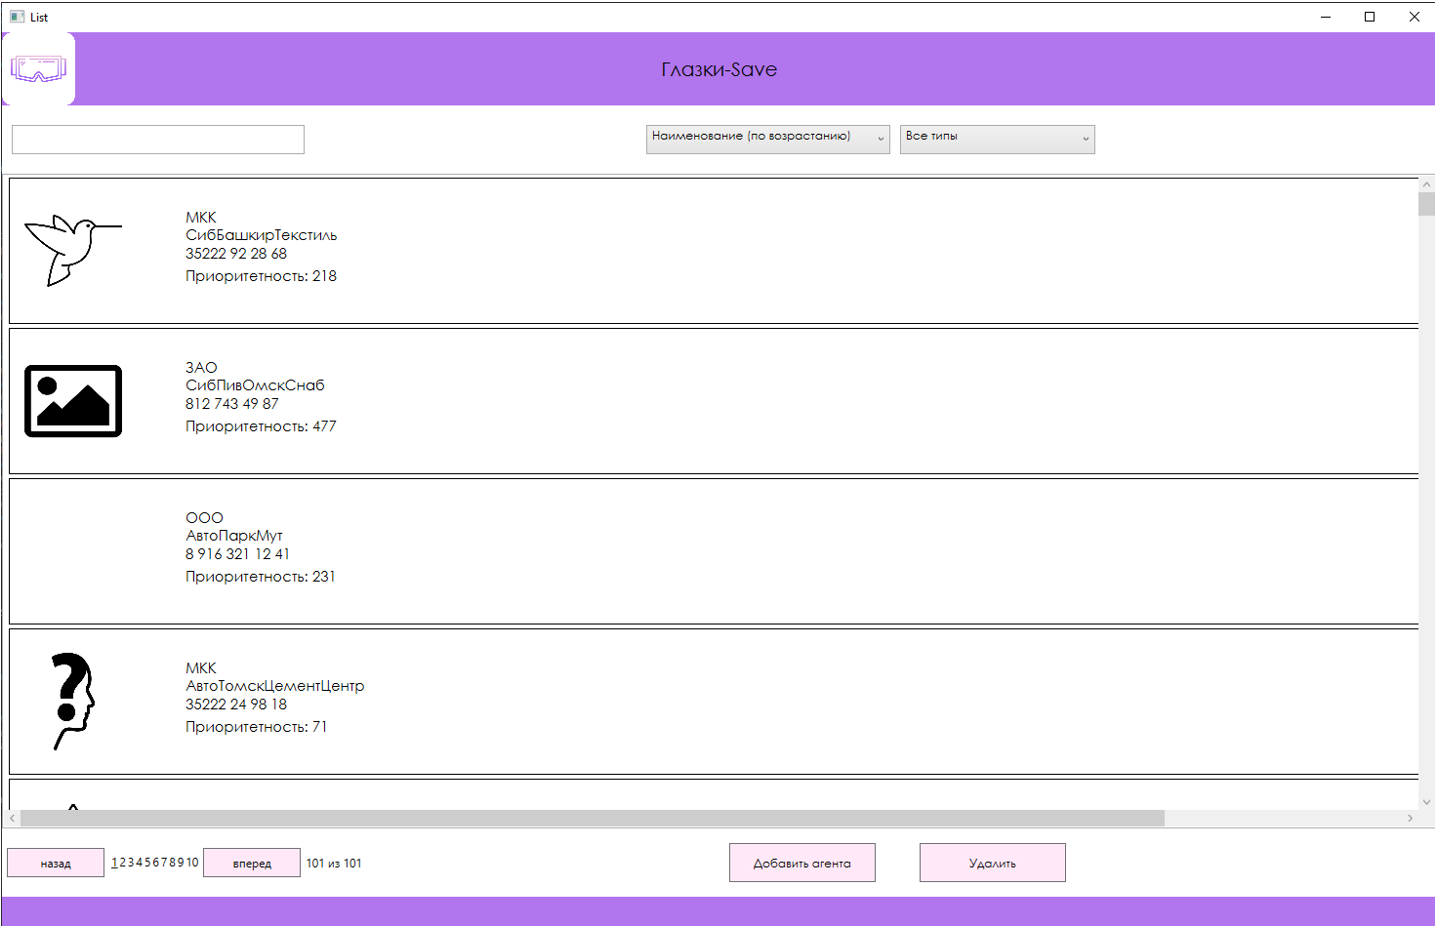 List
Глазки-Save
Наименование (по возрастанию)
Все типы
МКК
СибБашкирТекстиль
35222 92 28 68
Приоритетность: 218
ЗАО
СибПивОмскСнаб
812 743 49 87
Приоритетность: 477
ООО
АвтоПаркМут
8 916 321 12 41
Приоритетность: 231
МКК
АвтоТомскЦементЦентр
35222 24 98 18
Приоритетность: 71
назад 1 2 3 4 5 6 7 8 9 10 вперед 101 из 101
Добавить агента
Удалить